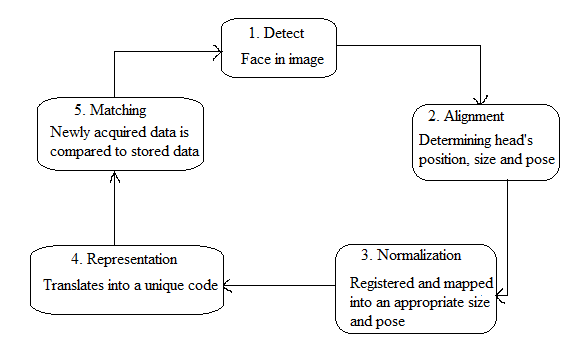 1. Detect
Face in image
2. Alignment
Determining head's
position, size and pose
3. Normalization
Registered and mapped
into an appropriate size
and pose
4. Representation
Translates into a unique code
5. Matching
Newly acquired data is
compared to stored data